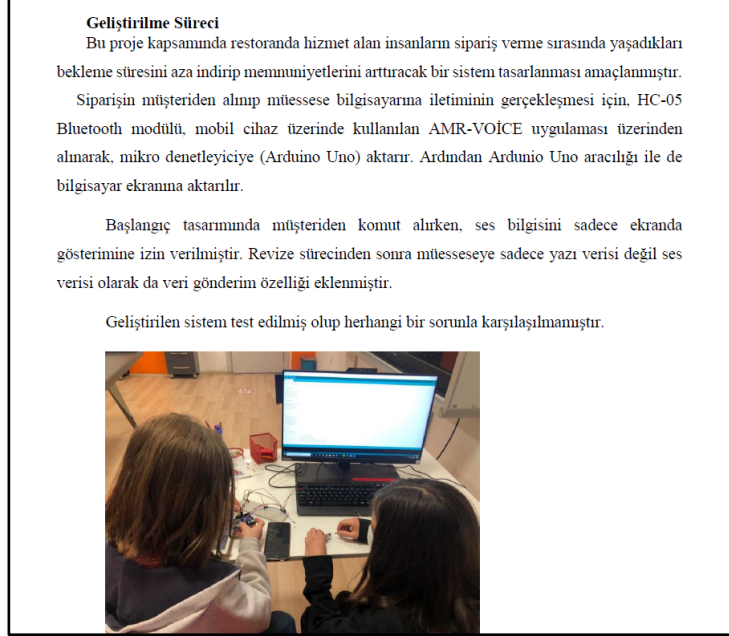 Geliştirilme Süreci
Bu proje kapsamında restoranda hizmet alan insanların sipariş verme sırasında yaşadıkları
bekleme süresini aza indirip memnuniyetlerini arttıracak bir sistem tasarlanması amaçlanmıştır.
Siparişin müşteriden alınıp müessese bilgisayarına iletiminin gerçekleşmesi için, HC-05
Bluetooth modülü, mobil cihaz üzerinde kullanılan AMR-VOİCE uygulaması üzerinden
alınarak, mikro denetleyiciye (Arduino Uno) aktarır. Ardından Ardunio Uno aracılığı ile de
bilgisayar ekranına aktarılır.
Başlangıç tasarımında müşteriden komut alırken, ses bilgisini sadece ekranda
gösterimine izin verilmiştir. Revize sürecinden sonra müesseseye sadece yazı verisi değil ses
verisi olarak da veri gönderim özelliği eklenmiştir.
Geliştirilen sistem test edilmiş olup herhangi bir sorunla karşılaşılmamıştır.